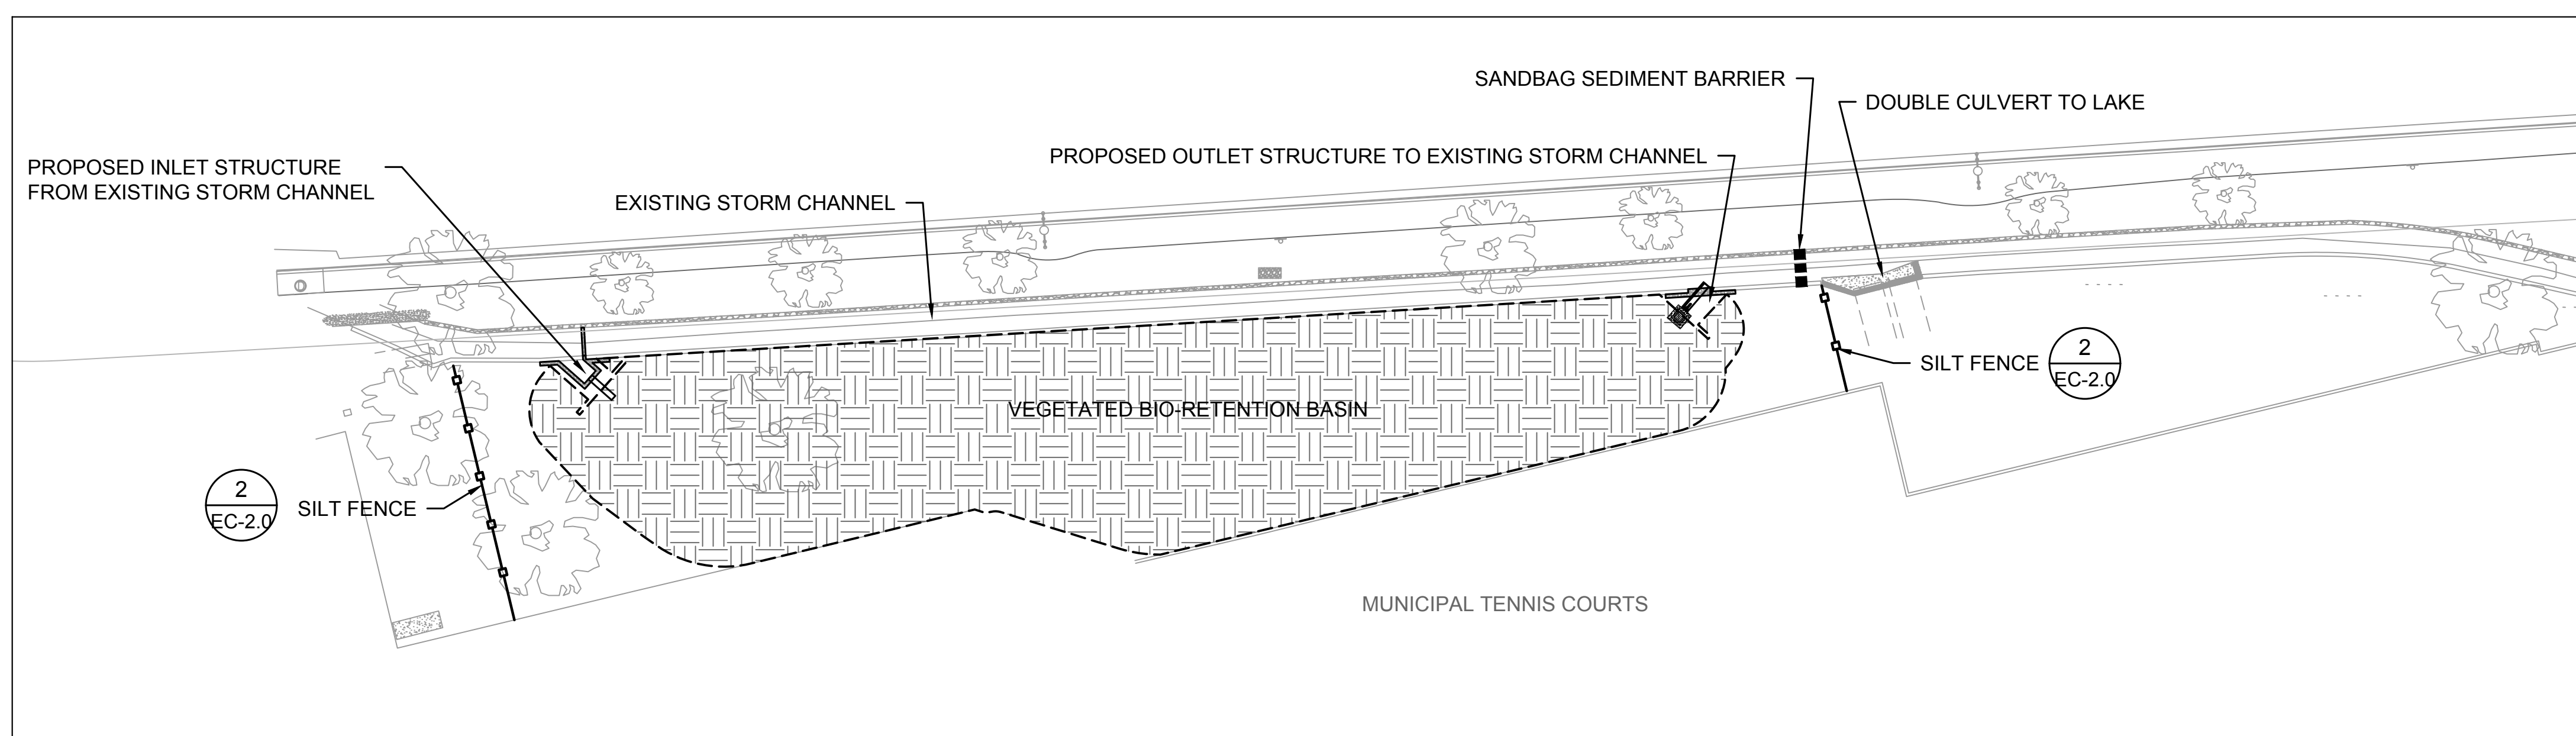 SANDBAG SEDIMENT BARRIER
DOUBLE CULVERT TO LAKE
PROPOSED OUTLET STRUCTURE TO EXISTING STORM CHANNEL
PROPOSED INLET STRUCTURE
FROM EXISTING STORM CHANNEL
EXISTING STORM CHANNEL
SILT FENCE
2
EC-2.0
VEGETATED BIO-RETENTION BASIN
2
EC-2.0
SILT FENCE
MUNICIPAL TENNIS COURTS